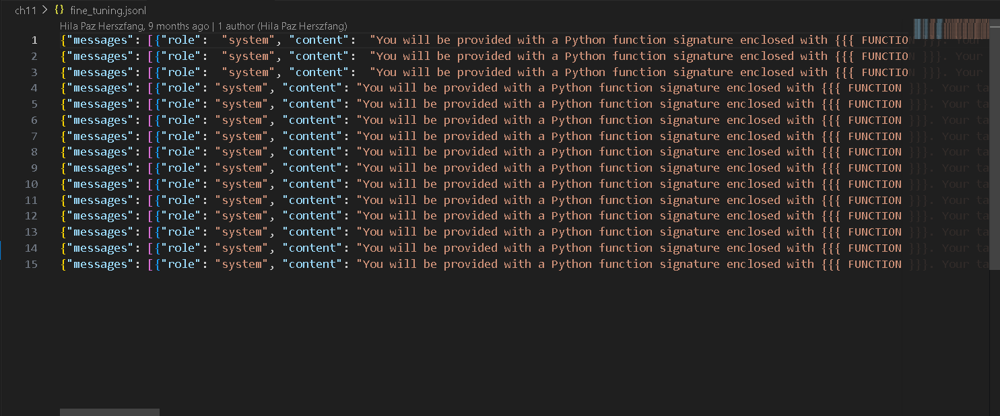 ch11 > {} fine_tuning.jsonl
Hila Paz Herszfang, 9 months ago | 1 author (Hila Paz Herszfang)
1 {"messages": [{"role":  "system", "content":  "You will be provided with a Python function signature enclosed with {{{ FUNCTION }}}. Your
2 {"messages": [{"role":  "system", "content":  "You will be provided with a Python function signature enclosed with {{{ FUNCTION }}}. Your
3 {"messages": [{"role":  "system", "content":  "You will be provided with a Python function signature enclosed with {{{ FUNCTION }}}. Your
4 {"messages": [{"role": "system", "content": "You will be provided with a Python function signature enclosed with {{{ FUNCTION }}}. Your ta
5 {"messages": [{"role": "system", "content": "You will be provided with a Python function signature enclosed with {{{ FUNCTION }}}. Your ta
6 {"messages": [{"role": "system", "content": "You will be provided with a Python function signature enclosed with {{{ FUNCTION }}}. Your ta
7 {"messages": [{"role": "system", "content": "You will be provided with a Python function signature enclosed with {{{ FUNCTION }}}. Your ta
8 {"messages": [{"role": "system", "content": "You will be provided with a Python function signature enclosed with {{{ FUNCTION }}}. Your ta
9 {"messages": [{"role": "system", "content": "You will be provided with a Python function signature enclosed with {{{ FUNCTION }}}. Your ta
10 {"messages": [{"role": "system", "content": "You will be provided with a Python function signature enclosed with {{{ FUNCTION }}}. Your ta
11 {"messages": [{"role": "system", "content": "You will be provided with a Python function signature enclosed with {{{ FUNCTION }}}. Your ta
12 {"messages": [{"role": "system", "content": "You will be provided with a Python function signature enclosed with {{{ FUNCTION }}}. Your ta
13 {"messages": [{"role": "system", "content": "You will be provided with a Python function signature enclosed with {{{ FUNCTION }}}. Your ta
14 {"messages": [{"role": "system", "content": "You will be provided with a Python function signature enclosed with {{{ FUNCTION }}}. Your ta
15 {"messages": [{"role": "system", "content": "You will be provided with a Python function signature enclosed with {{{ FUNCTION }}}. Your ta